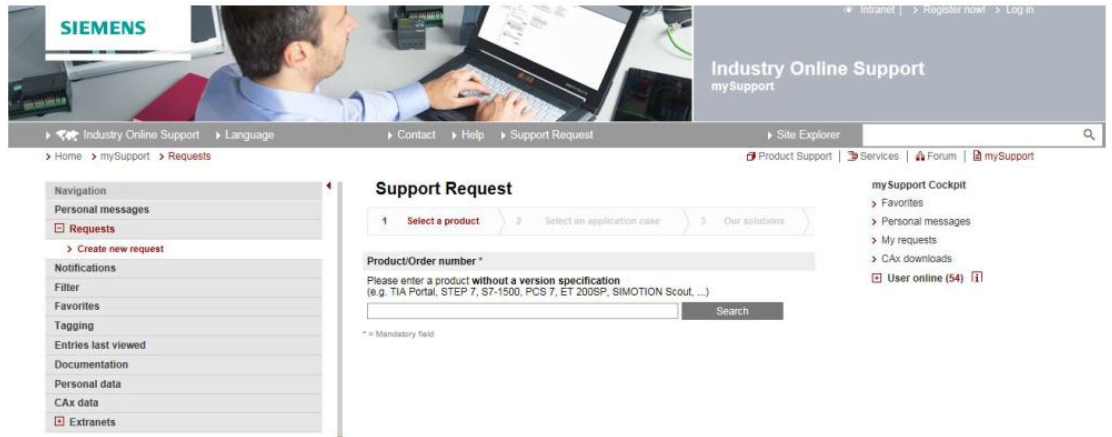 Intranet | > Register now! > Log in
SIEMENS
Industry Online Support
mySupport
Industry Online Support Language Contact Help Support Request Site Explorer
> Home > mySupport > Requests
Product Support | Services | Forum | mySupport
Navigation
Personal messages
Requests
> Create new request
Notifications
Filter
Favorites
Tagging
Entries last viewed
Documentation
Personal data
CAx data
Extranets
Support Request
1 Select a product 2 Select an application case 3 Our solutions
Product/Order number *
Please enter a product without a version specification
(e.g. TIA Portal, STEP 7, S7-1500, PCS 7, ET 200SP, SIMOTION Scout, ...)
Search
* = Mandatory field
mySupport Cockpit
> Favorites
> Personal messages
> My requests
> CAx downloads
User online (54)